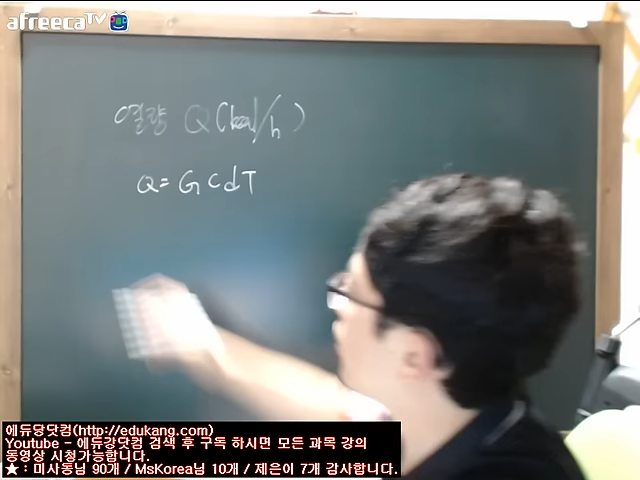 afreecaTV
열량 Q(kcal/h)
Q = G C d T
에듀강닷컴(http://edukang.com)
Youtube - 에듀강닷컴 검색 후 구독 하시면 모든 과목 강의
동영상 시청가능합니다.
★ : 미사동님 90개 / MsKorea님 10개 / 제은이 7개 감사합니다.